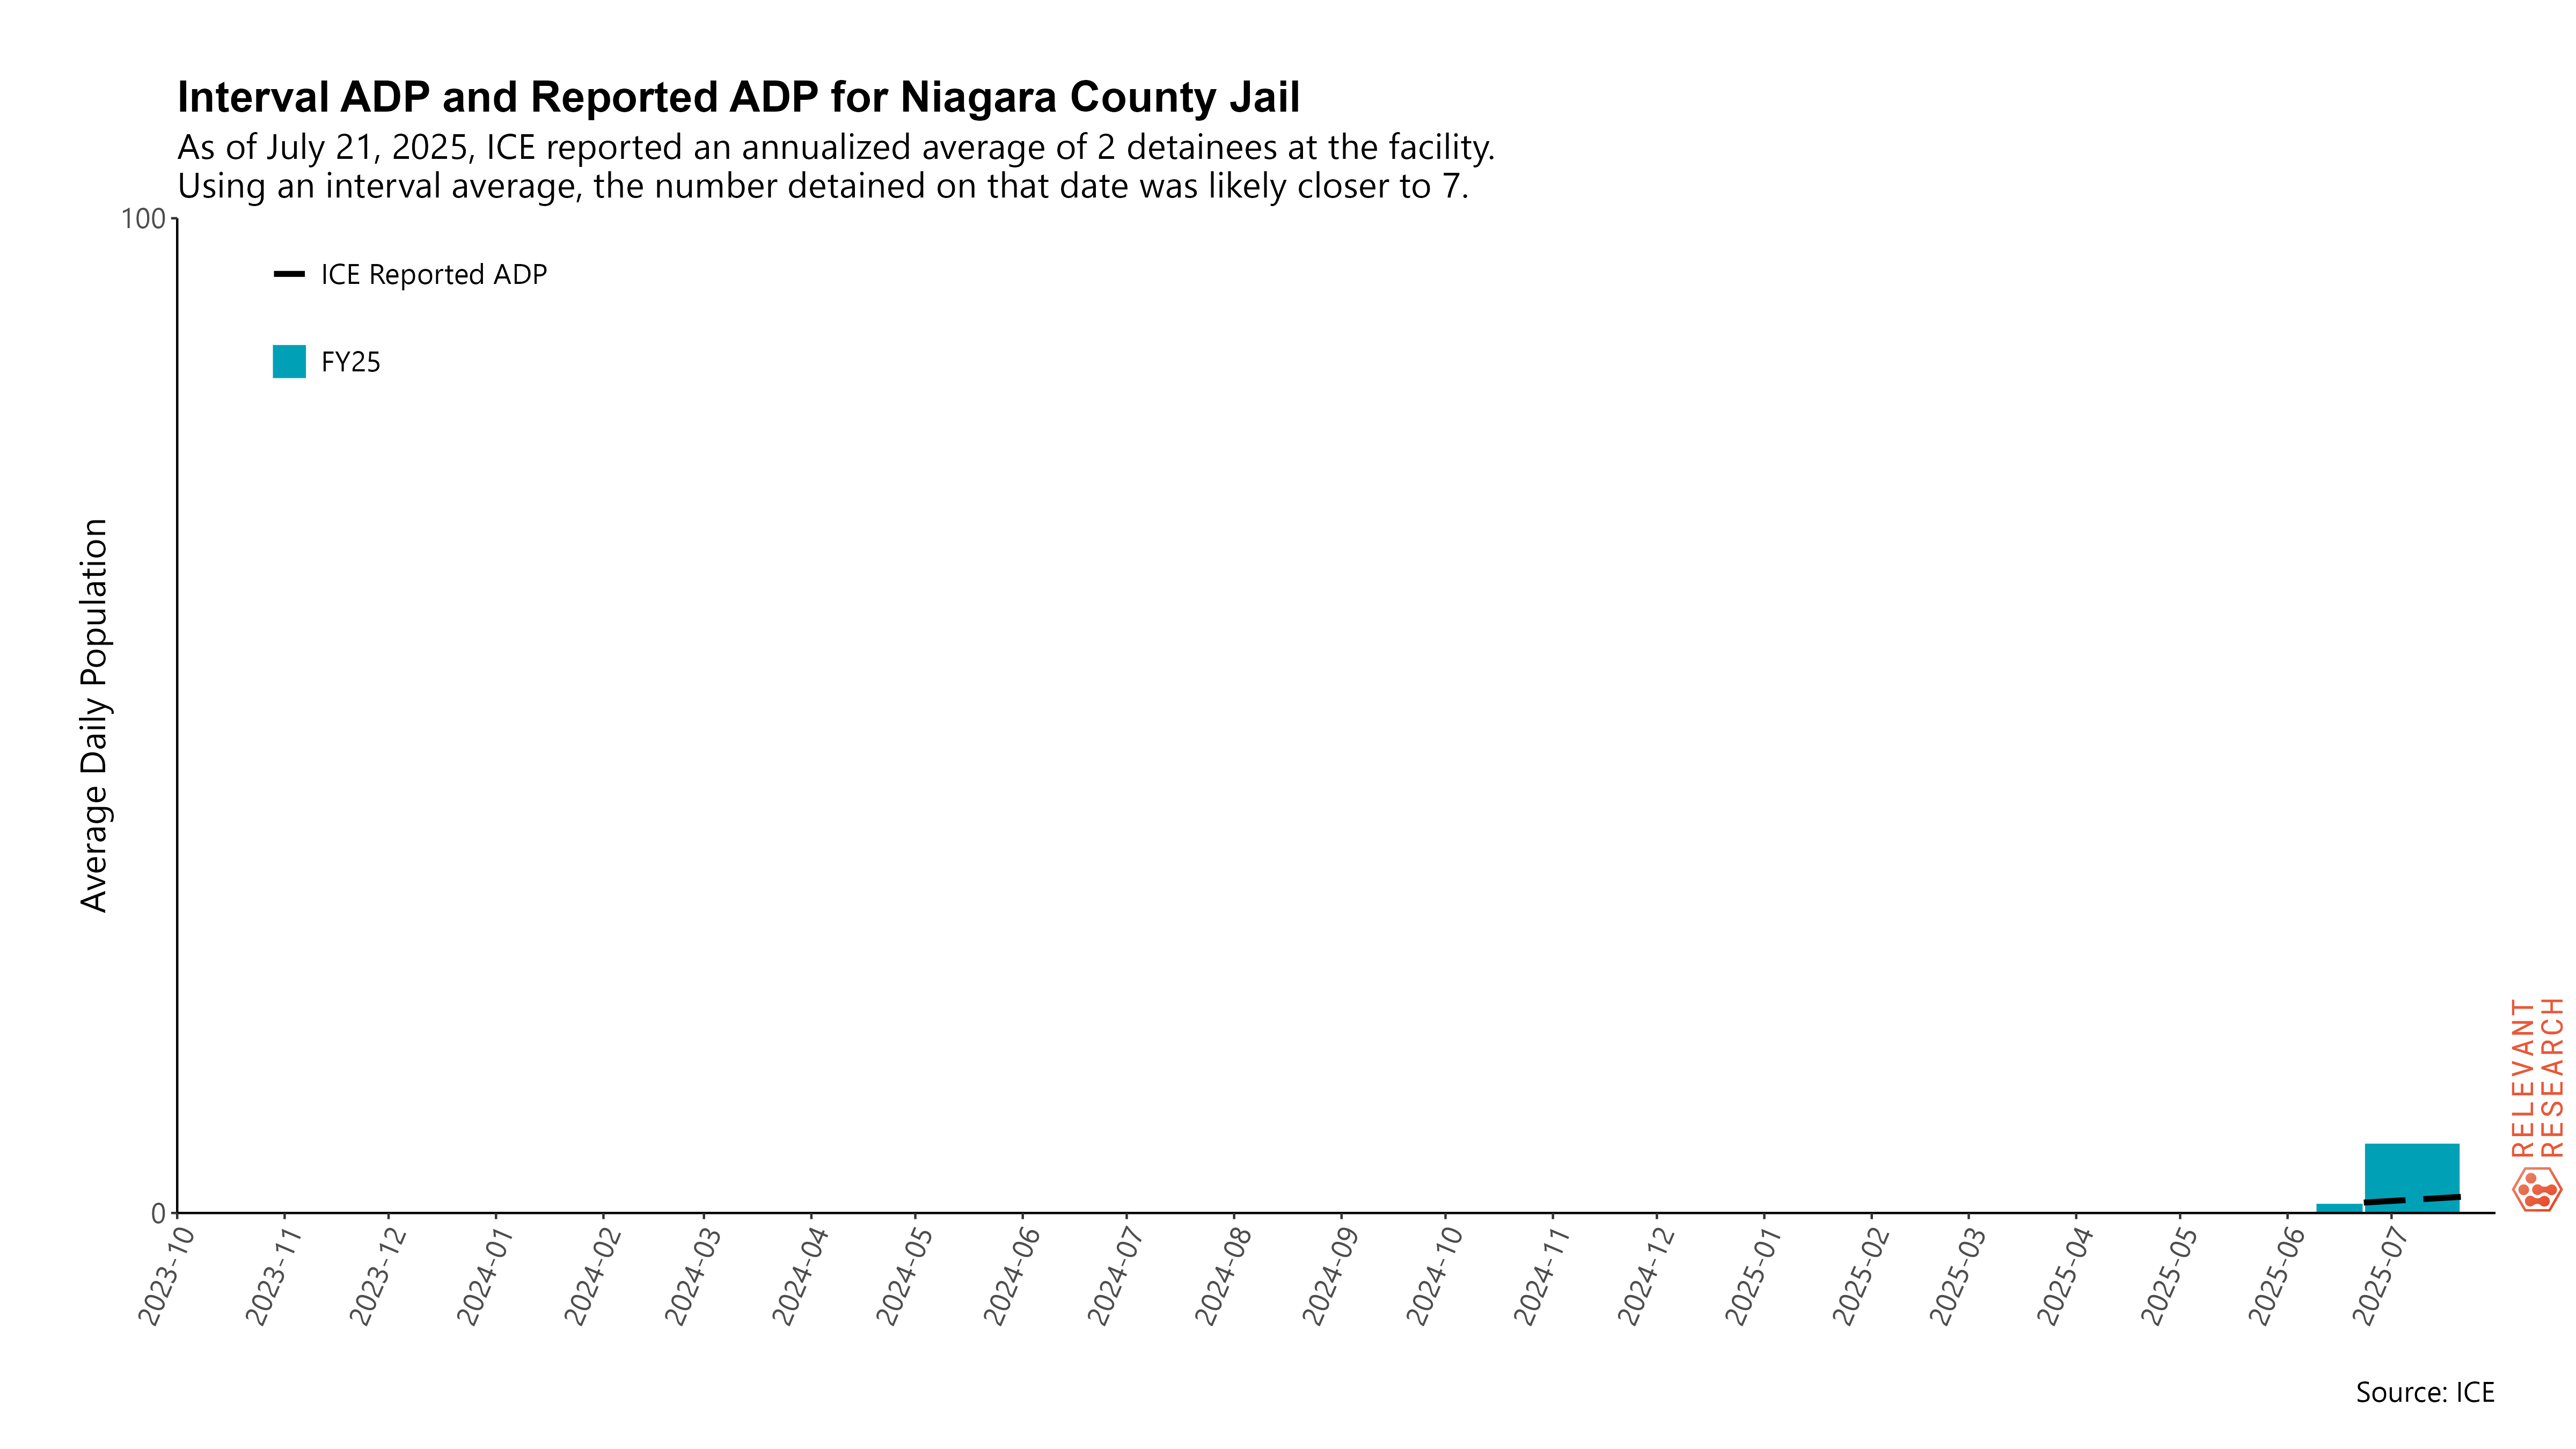 Interval ADP and Reported ADP for Niagara County Jail
As of July 21, 2025, ICE reported an annualized average of 2 detainees at the facility.
Using an interval average, the number detained on that date was likely closer to 7.
100
ICE Reported ADP
FY25
Average Daily Population
0
2023-10
2023-11
2023-12
2024-01
2024-02
2024-03
2024-04
2024-05
2024-06
2024-07
2024-08
2024-09
2024-10
2024-11
2024-12
2025-01
2025-02
2025-03
2025-04
2025-05
2025-06
2025-07
RELEVANT
RESEARCH
Source: ICE